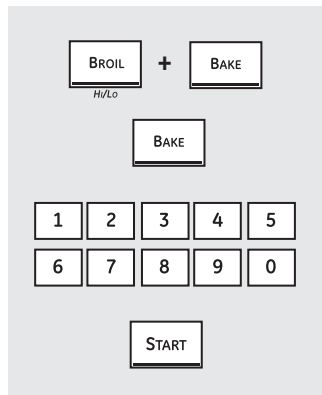 BROIL + BAKE
HI/LO
BAKE
1 2 3 4 5
6 7 8 9 0
START